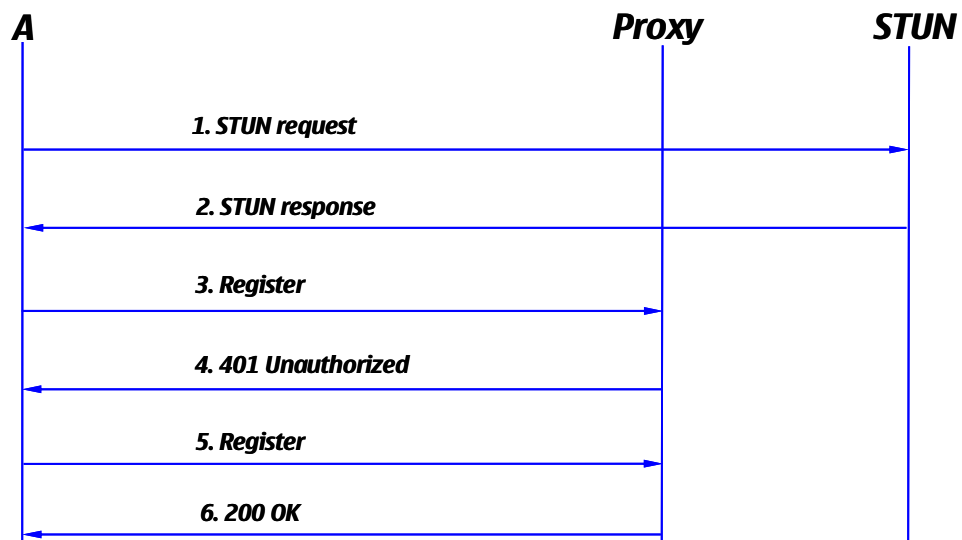 A Proxy STUN
1. STUN request
2. STUN response
3. Register
4. 401 Unauthorized
5. Register
6. 200 OK